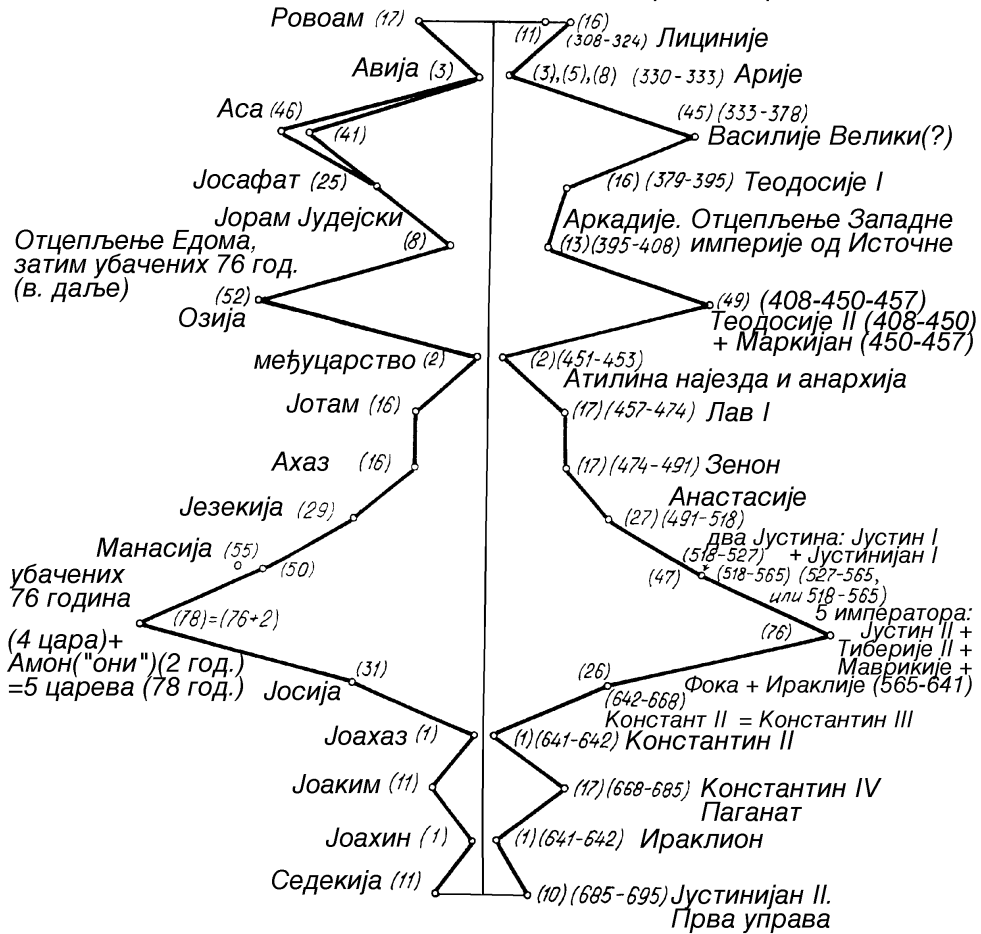 Ровоам (17)
(11) (16)
(308-324) Лициније
Авија (3)
(3),(5),(8) (330-333) Арије
Аса (46)
(41)
(45) (333-378)
Василије Велики(?)
Јосафат (25)
(16) (379-395) Теодосије I
Јорам Јудејски
(8)
Отцепљење Едома,
затим убачених 76 год.
(в. даље)
Аркадије. Отцепљење Западне
(13)(395-408) империје од Источне
(52)
Озија
(49) (408-450-457)
Теодосије II (408-450)
+ Маркијан (450-457)
међуцарство (2)
(2)(451-453)
Атилина најезда и анархија
Јотам (16)
(17)(457-474) Лав I
Ахаз (16)
(17)(474-491) Зенон
Језекија (29)
Анастасије
(27)(491-518)
Манасија (55)
(50)
два Јустина: Јустин I
(518-527) + Јустинијан I
(47) (518-565) (527-565,
или 518-565)
убачених
76 година
(78)=(76+2)
(4 цара)+
Амон("они")(2 год.)
=5 царева (78 год.)
5 императора:
(76) Јустин II +
Тиберије II +
Маврикије +
Фока + Ираклије (565-641)
(31)
Јосија
(26)
(642-668)
Констант II = Константин III
Јоахаз (1)
(1)(641-642) Константин II
Јоаким (11)
(17)(668-685) Константин IV
Паганат
Јоахин (1)
(1)(641-642) Ираклион
Седекија (11)
(10)(685-695) Јустинијан II.
Прва управа